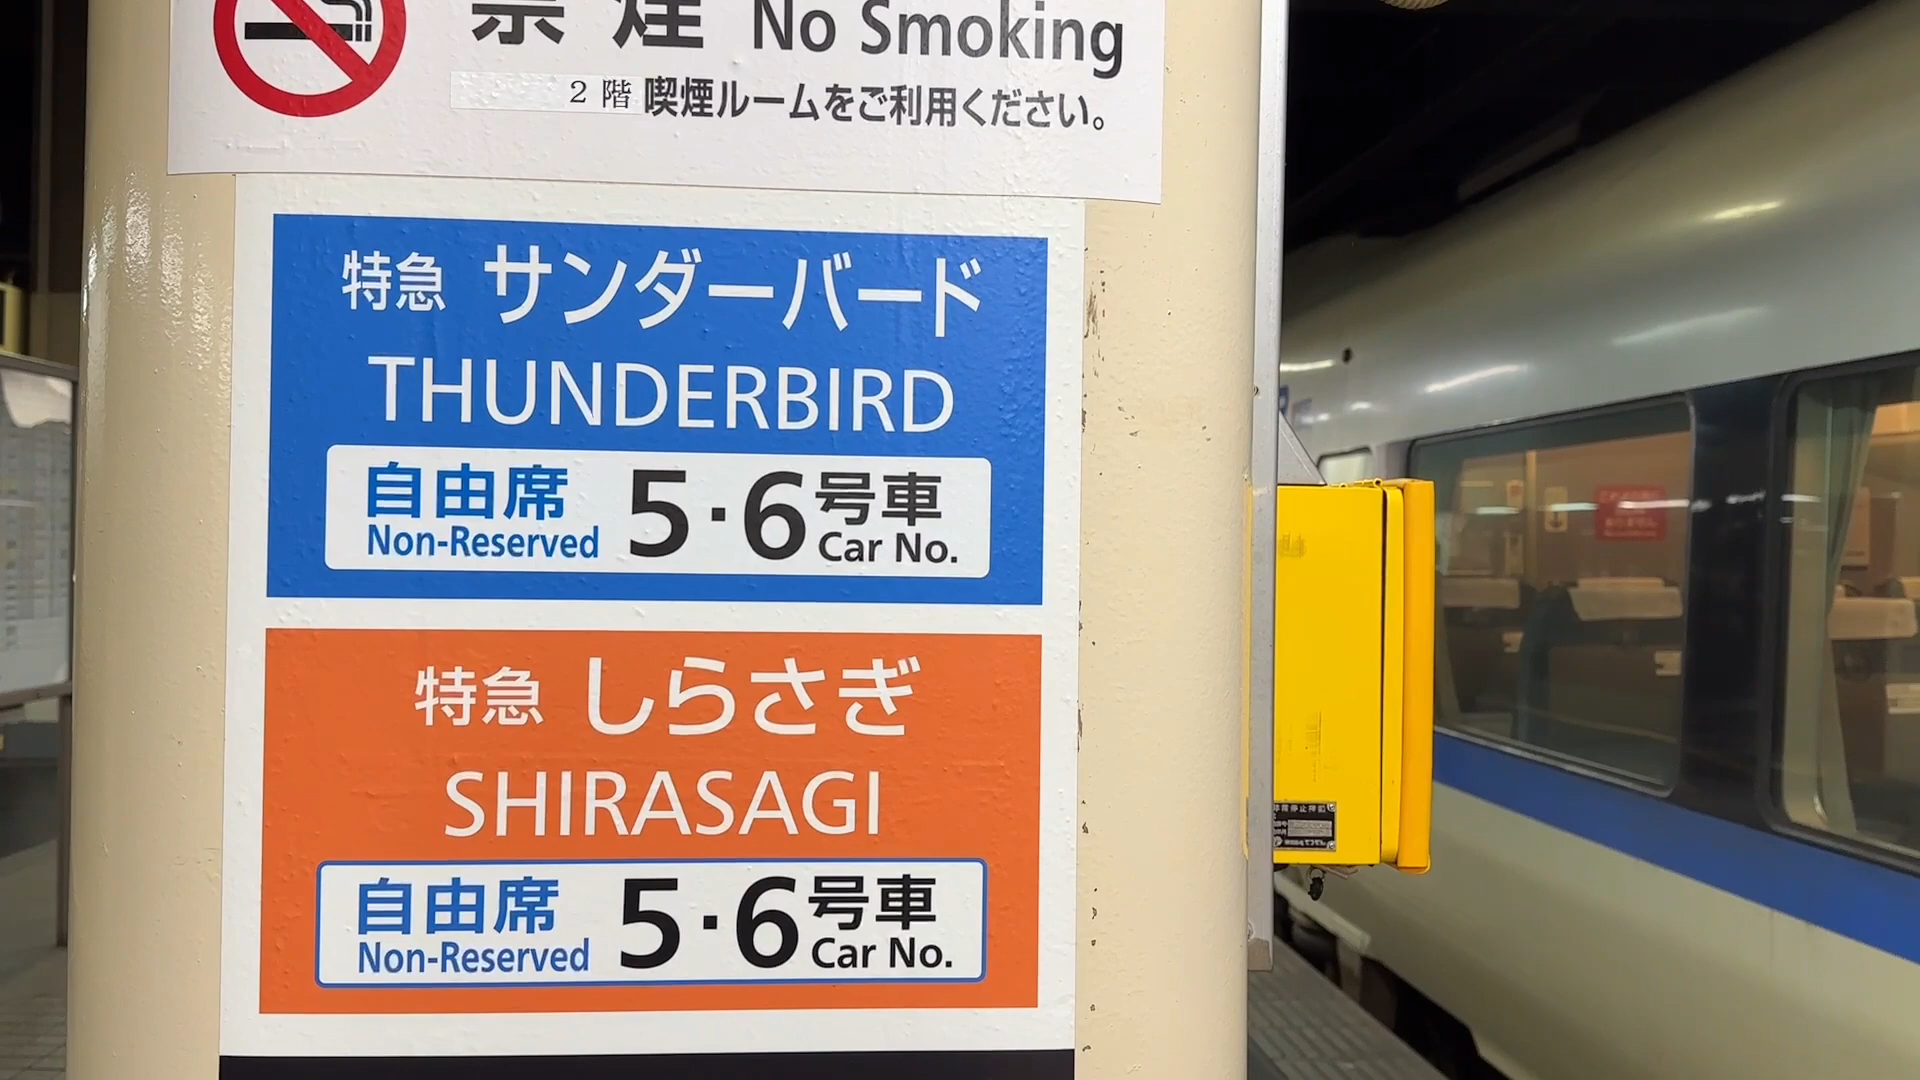 禁煙 No Smoking
2階 喫煙ルームをご利用ください。
特急 サンダーバード
THUNDERBIRD
自由席 5・6号車
Non-Reserved Car No.
特急 しらさぎ
SHIRASAGI
自由席 5・6号車
Non-Reserved Car No.